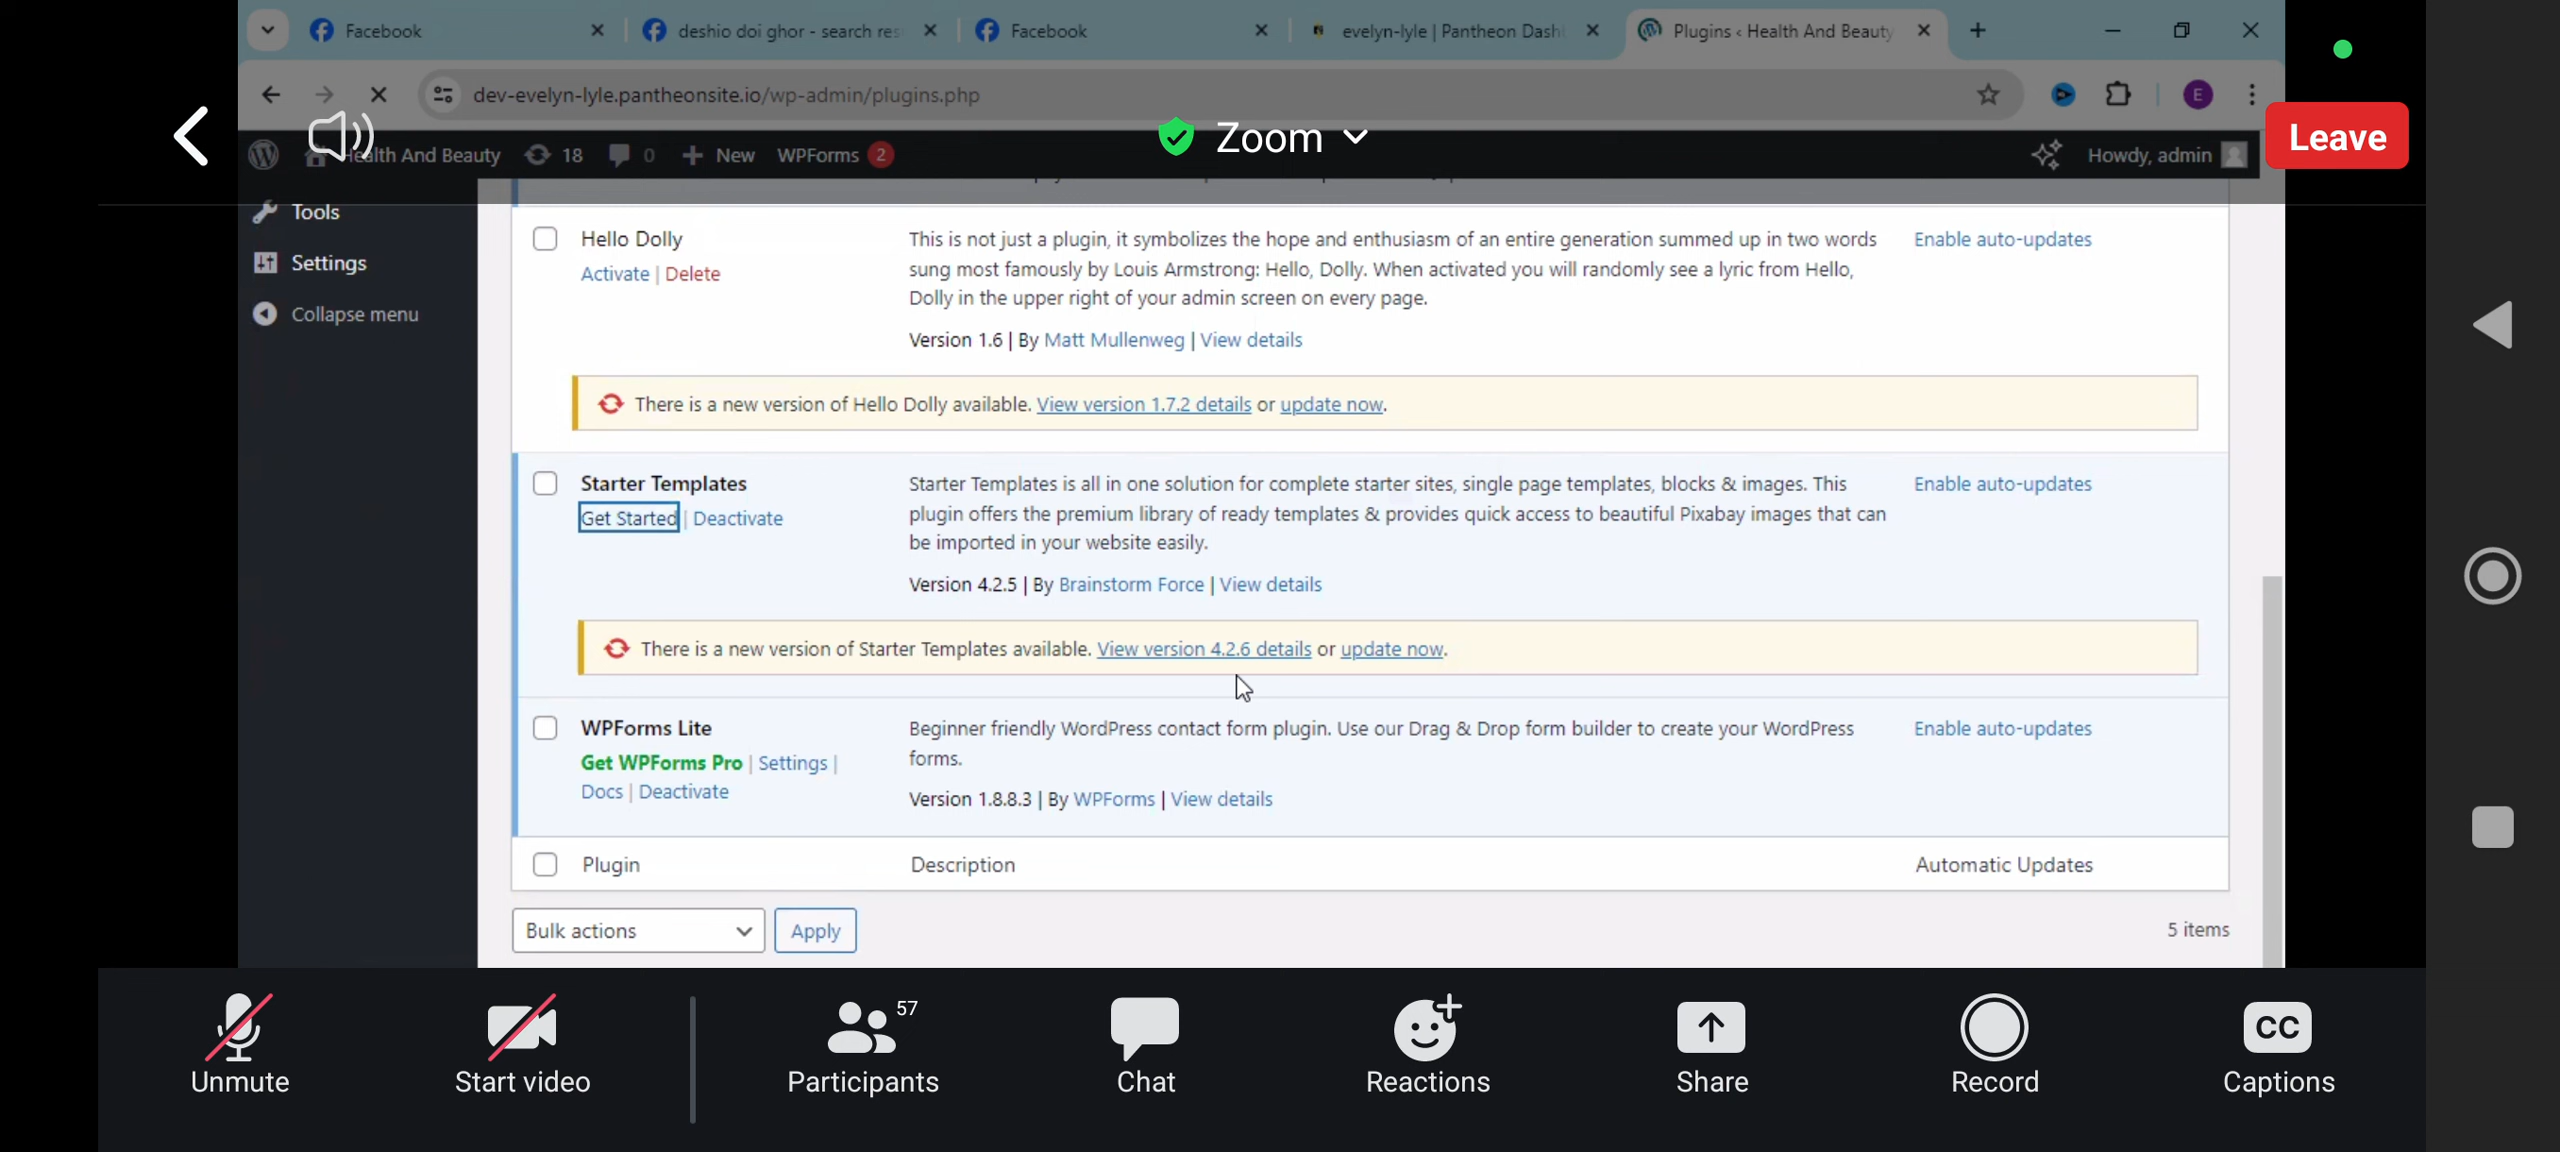 Facebook
deshio doi ghor - search res
Facebook
evelyn-lyle | Pantheon Dash
Plugins ‹ Health And Beauty
dev-evelyn-lyle.pantheonsite.io/wp-admin/plugins.php
Zoom
Leave
Health And Beauty 18 0 New WPForms 2
Howdy, admin
Tools
Settings
Collapse menu
Hello Dolly
Activate | Delete
This is not just a plugin, it symbolizes the hope and enthusiasm of an entire generation summed up in two words
sung most famously by Louis Armstrong: Hello, Dolly. When activated you will randomly see a lyric from Hello,
Dolly in the upper right of your admin screen on every page.
Version 1.6 | By Matt Mullenweg | View details
Enable auto-updates
There is a new version of Hello Dolly available. View version 1.7.2 details or update now.
Starter Templates
Get Started | Deactivate
Starter Templates is all in one solution for complete starter sites, single page templates, blocks & images. This
plugin offers the premium library of ready templates & provides quick access to beautiful Pixabay images that can
be imported in your website easily.
Version 4.2.5 | By Brainstorm Force | View details
Enable auto-updates
There is a new version of Starter Templates available. View version 4.2.6 details or update now.
WPForms Lite
Get WPForms Pro | Settings |
Docs | Deactivate
Beginner friendly WordPress contact form plugin. Use our Drag & Drop form builder to create your WordPress
forms.
Version 1.8.8.3 | By WPForms | View details
Enable auto-updates
Plugin
Description
Automatic Updates
Bulk actions
Apply
5 items
Unmute
Start video
57
Participants
Chat
Reactions
Share
Record
CC
Captions
E